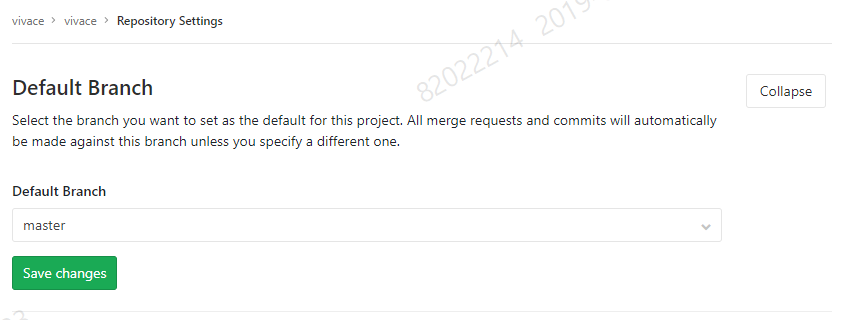 vivace > vivace > Repository Settings
82022214 2019
Default Branch
Collapse
Select the branch you want to set as the default for this project. All merge requests and commits will automatically
be made against this branch unless you specify a different one.
Default Branch
master
Save changes